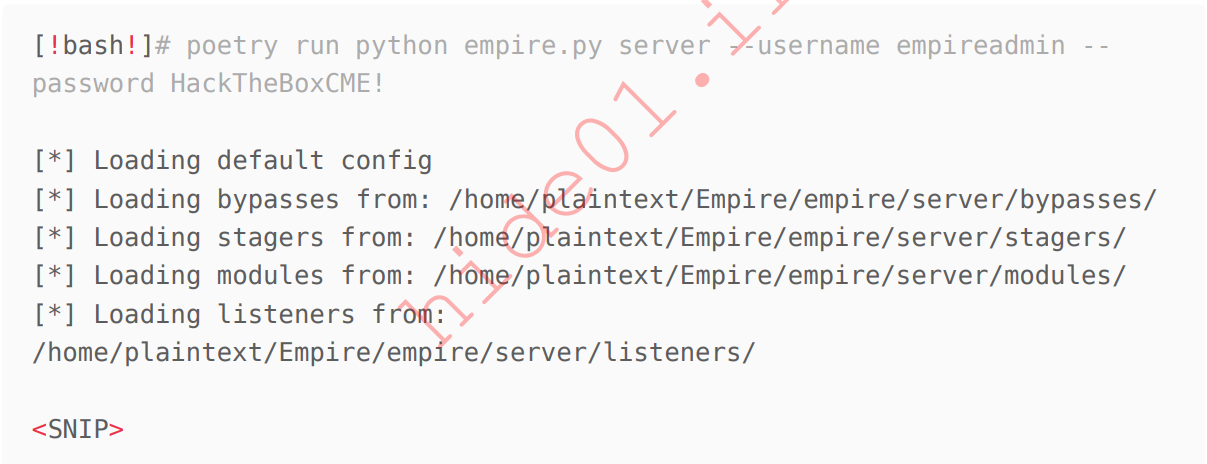 [!bash!]# poetry run python empire.py server --username empireadmin --
password HackTheBoxCME!
[*] Loading default config
[*] Loading bypasses from: /home/plaintext/Empire/empire/server/bypasses/
[*] Loading stagers from: /home/plaintext/Empire/empire/server/stagers/
[*] Loading modules from: /home/plaintext/Empire/empire/server/modules/
[*] Loading listeners from:
/home/plaintext/Empire/empire/server/listeners/
<SNIP>
hide01.i